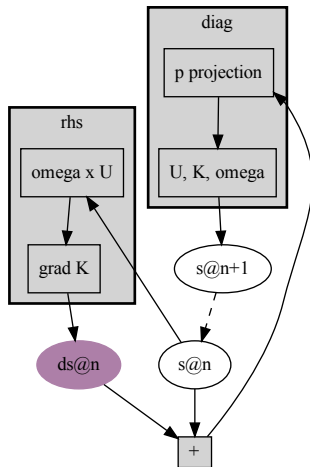 diag
p projection
rhs
omega x U
U, K, omega
grad K
s@n+1
ds@n
s@n
+